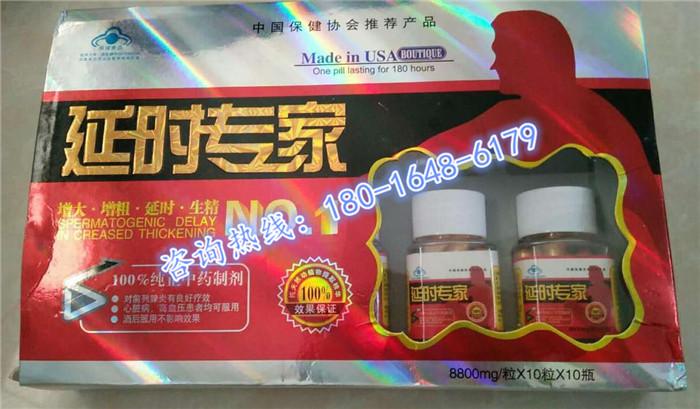 中国保健协会推荐产品
保健食品
Made in USA BOUTIQUE
One pill lasting for 180 hours
延时专家
增大·增粗·延时·生精
SPERMATOGENIC DELAY
IN CREASED THICKENING
NO.1
180-1648-6179
咨询热线:
100%纯正中药制剂
对前列腺炎有良好疗效
心脏病、高血压患者均可服用
酒后服用不影响效果
100%
效果保证
延时专家
延时专家
8800mg/粒X10粒X10瓶